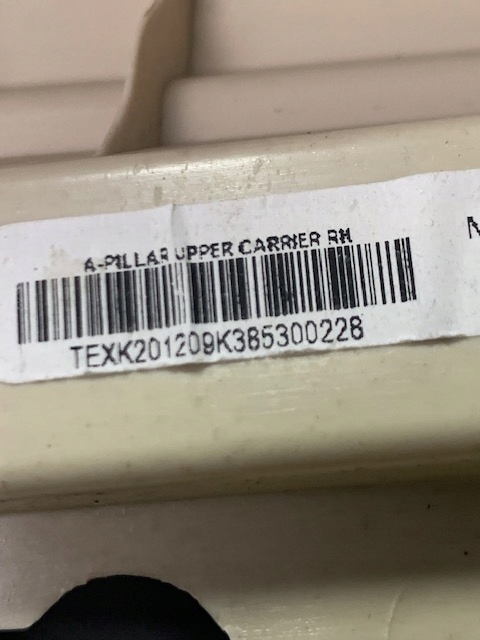 A-PILLAR UPPER CARRIER RH
TEXK201209K385300228